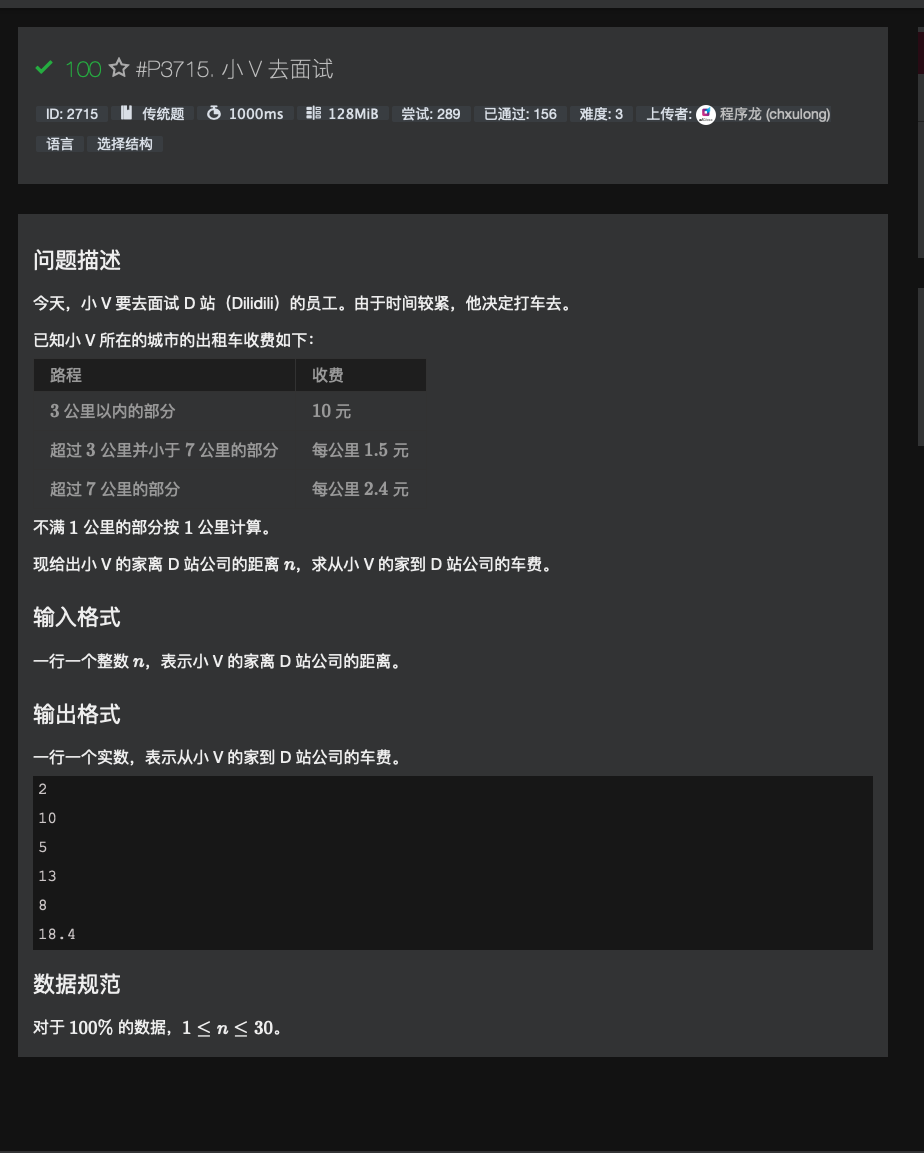 100 #P3715. 小 V 去面试
ID: 2715 传统题 1000ms 128MiB 尝试: 289 已通过: 156 难度: 3 上传者: 程序龙 (chxulong)
语言 选择结构
问题描述
今天，小 V 要去面试 D 站（Dilidili）的员工。由于时间较紧，他决定打车去。
已知小 V 所在的城市的出租车收费如下：
路程 收费
3 公里以内的部分 10 元
超过 3 公里并小于 7 公里的部分 每公里 1.5 元
超过 7 公里的部分 每公里 2.4 元
不满 1 公里的部分按 1 公里计算。
现给出小 V 的家离 D 站公司的距离 n，求从小 V 的家到 D 站公司的车费。
输入格式
一行一个整数 n，表示小 V 的家离 D 站公司的距离。
输出格式
一行一个实数，表示从小 V 的家到 D 站公司的车费。
2
10
5
13
8
18.4
数据规范
对于 100% 的数据，1 ≤ n ≤ 30。